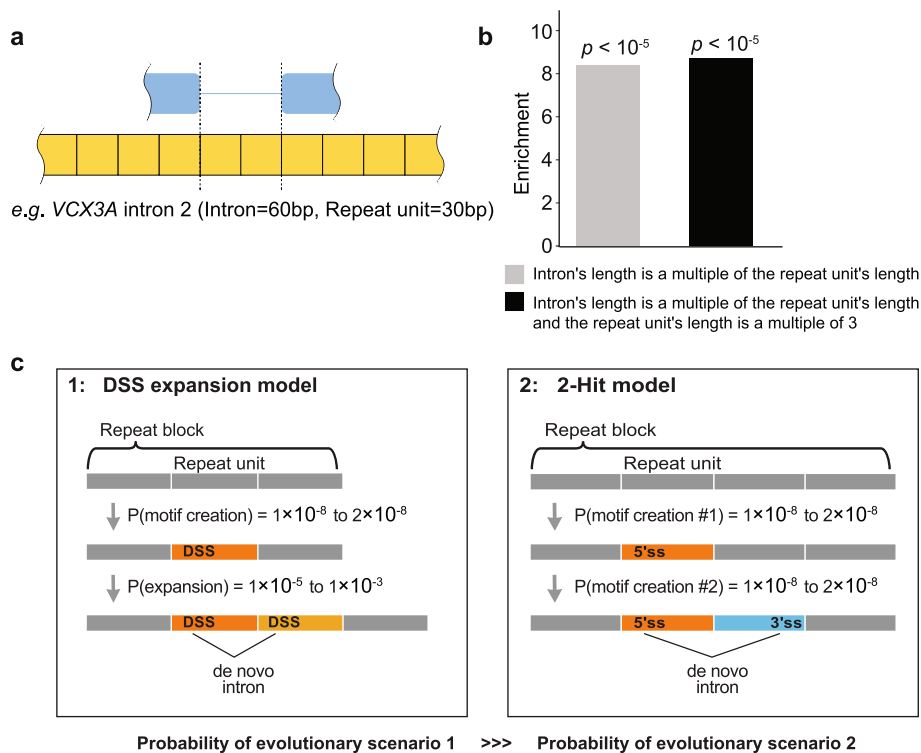 a
e.g. VCX3A intron 2 (Intron=60bp, Repeat unit=30bp)
b
Enrichment
10
8
6
4
2
0
p < 10⁻⁵
p < 10⁻⁵
Intron's length is a multiple of the repeat unit's length
Intron's length is a multiple of the repeat unit's length
and the repeat unit's length is a multiple of 3
c
1: DSS expansion model
Repeat block
Repeat unit
P(motif creation) = 1×10⁻⁸ to 2×10⁻⁸
DSS
P(expansion) = 1×10⁻⁵ to 1×10⁻³
DSS DSS
de novo
intron
2: 2-Hit model
Repeat block
Repeat unit
P(motif creation #1) = 1×10⁻⁸ to 2×10⁻⁸
5'ss
P(motif creation #2) = 1×10⁻⁸ to 2×10⁻⁸
5'ss 3'ss
de novo
intron
Probability of evolutionary scenario 1 >>> Probability of evolutionary scenario 2